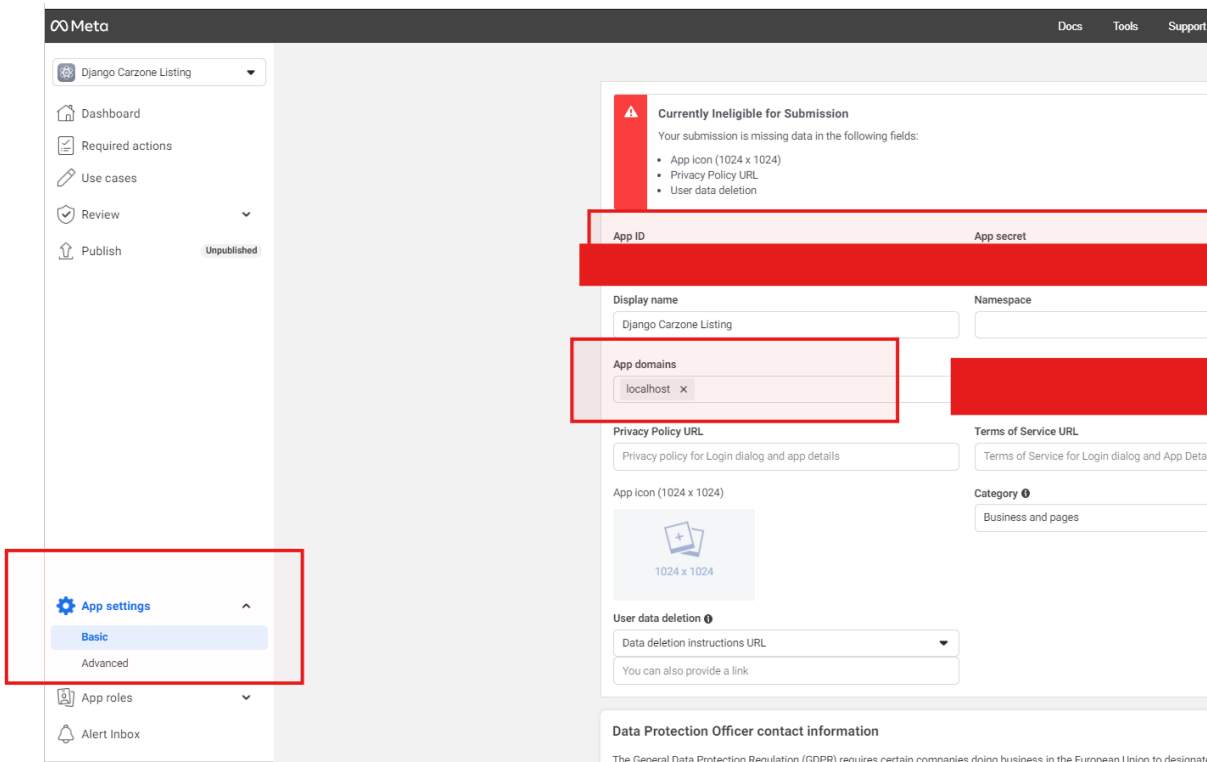 Meta
Docs Tools Support
Django Carzone Listing
Dashboard
Required actions
Use cases
Review
Publish Unpublished
App settings
Basic
Advanced
App roles
Alert Inbox
Currently Ineligible for Submission
Your submission is missing data in the following fields:
App icon (1024 x 1024)
Privacy Policy URL
User data deletion
App ID App secret
Display name Namespace
Django Carzone Listing
App domains
localhost ×
Privacy Policy URL Terms of Service URL
Privacy policy for Login dialog and app details Terms of Service for Login dialog and App Deta
App icon (1024 x 1024) Category
Business and pages
1024 x 1024
User data deletion
Data deletion instructions URL
You can also provide a link
Data Protection Officer contact information
The General Data Protection Regulation (GDPR) requires certain companies doing business in the European Union to designate